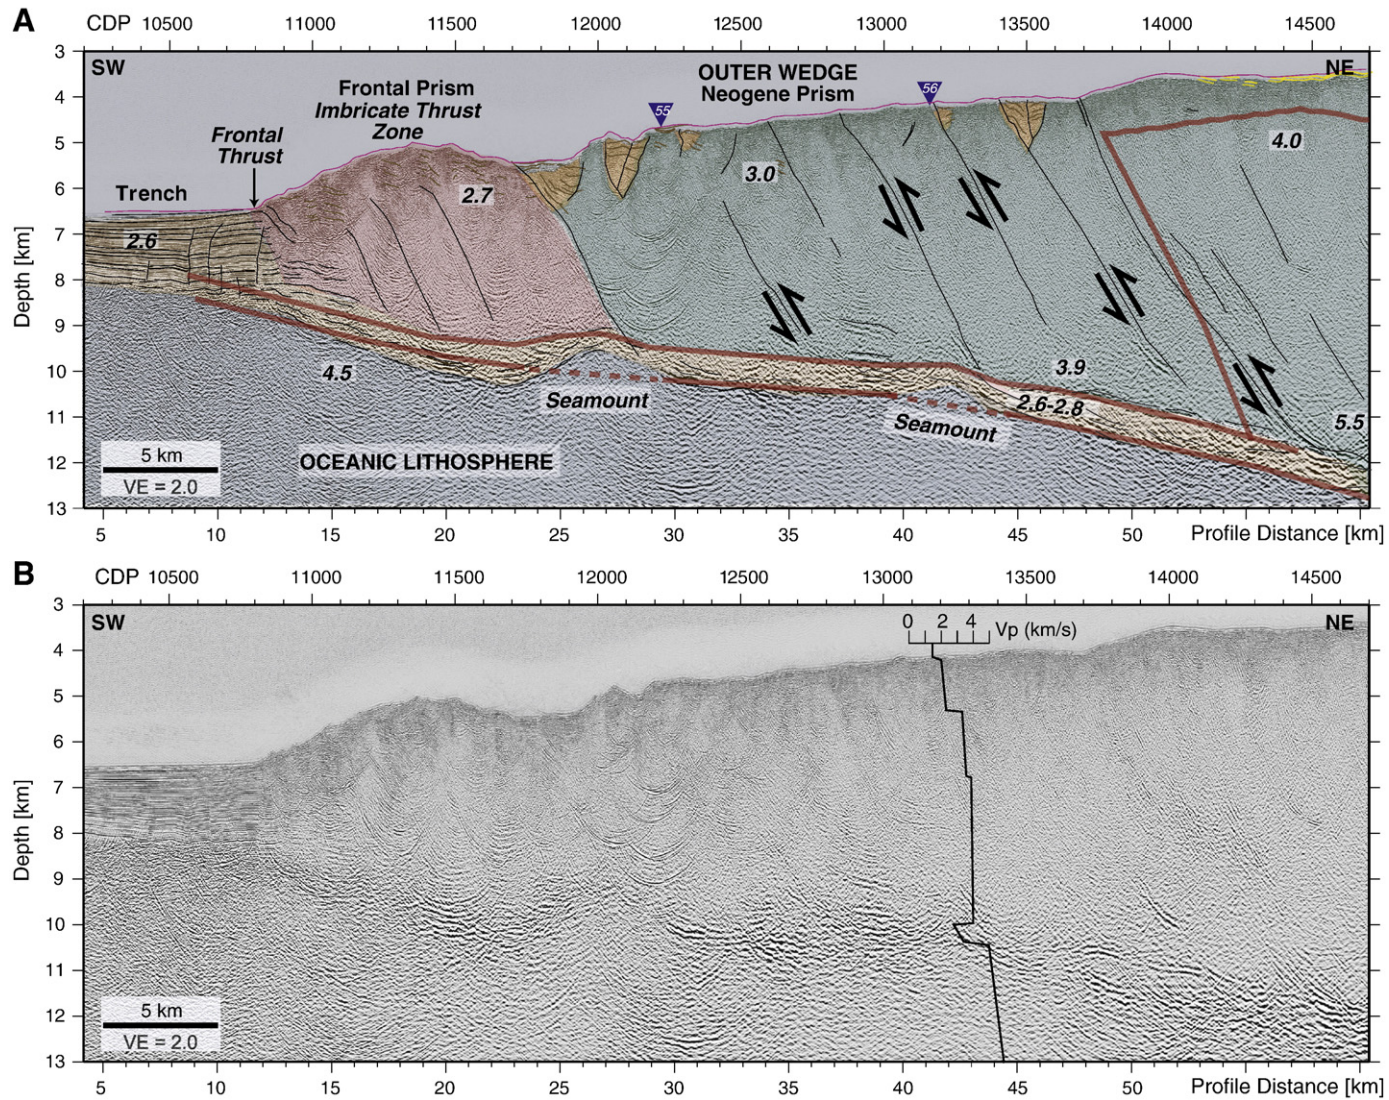 A
CDP 10500 11000 11500 12000 12500 13000 13500 14000 14500
SW
NE
OUTER WEDGE
Neogene Prism
Frontal Prism
Imbricate Thrust
Zone
Frontal
Thrust
Trench
55
56
2.6
2.7
3.0
4.0
3.9
4.5
2.6-2.8
5.5
Seamount
Seamount
OCEANIC LITHOSPHERE
5 km
VE = 2.0
Depth [km]
3
4
5
6
7
8
9
10
11
12
13
5 10 15 20 25 30 35 40 45 50 Profile Distance [km]
B
CDP 10500 11000 11500 12000 12500 13000 13500 14000 14500
SW
NE
0 2 4 Vp (km/s)
Depth [km]
3
4
5
6
7
8
9
10
11
12
13
5 km
VE = 2.0
5 10 15 20 25 30 35 40 45 50 Profile Distance [km]